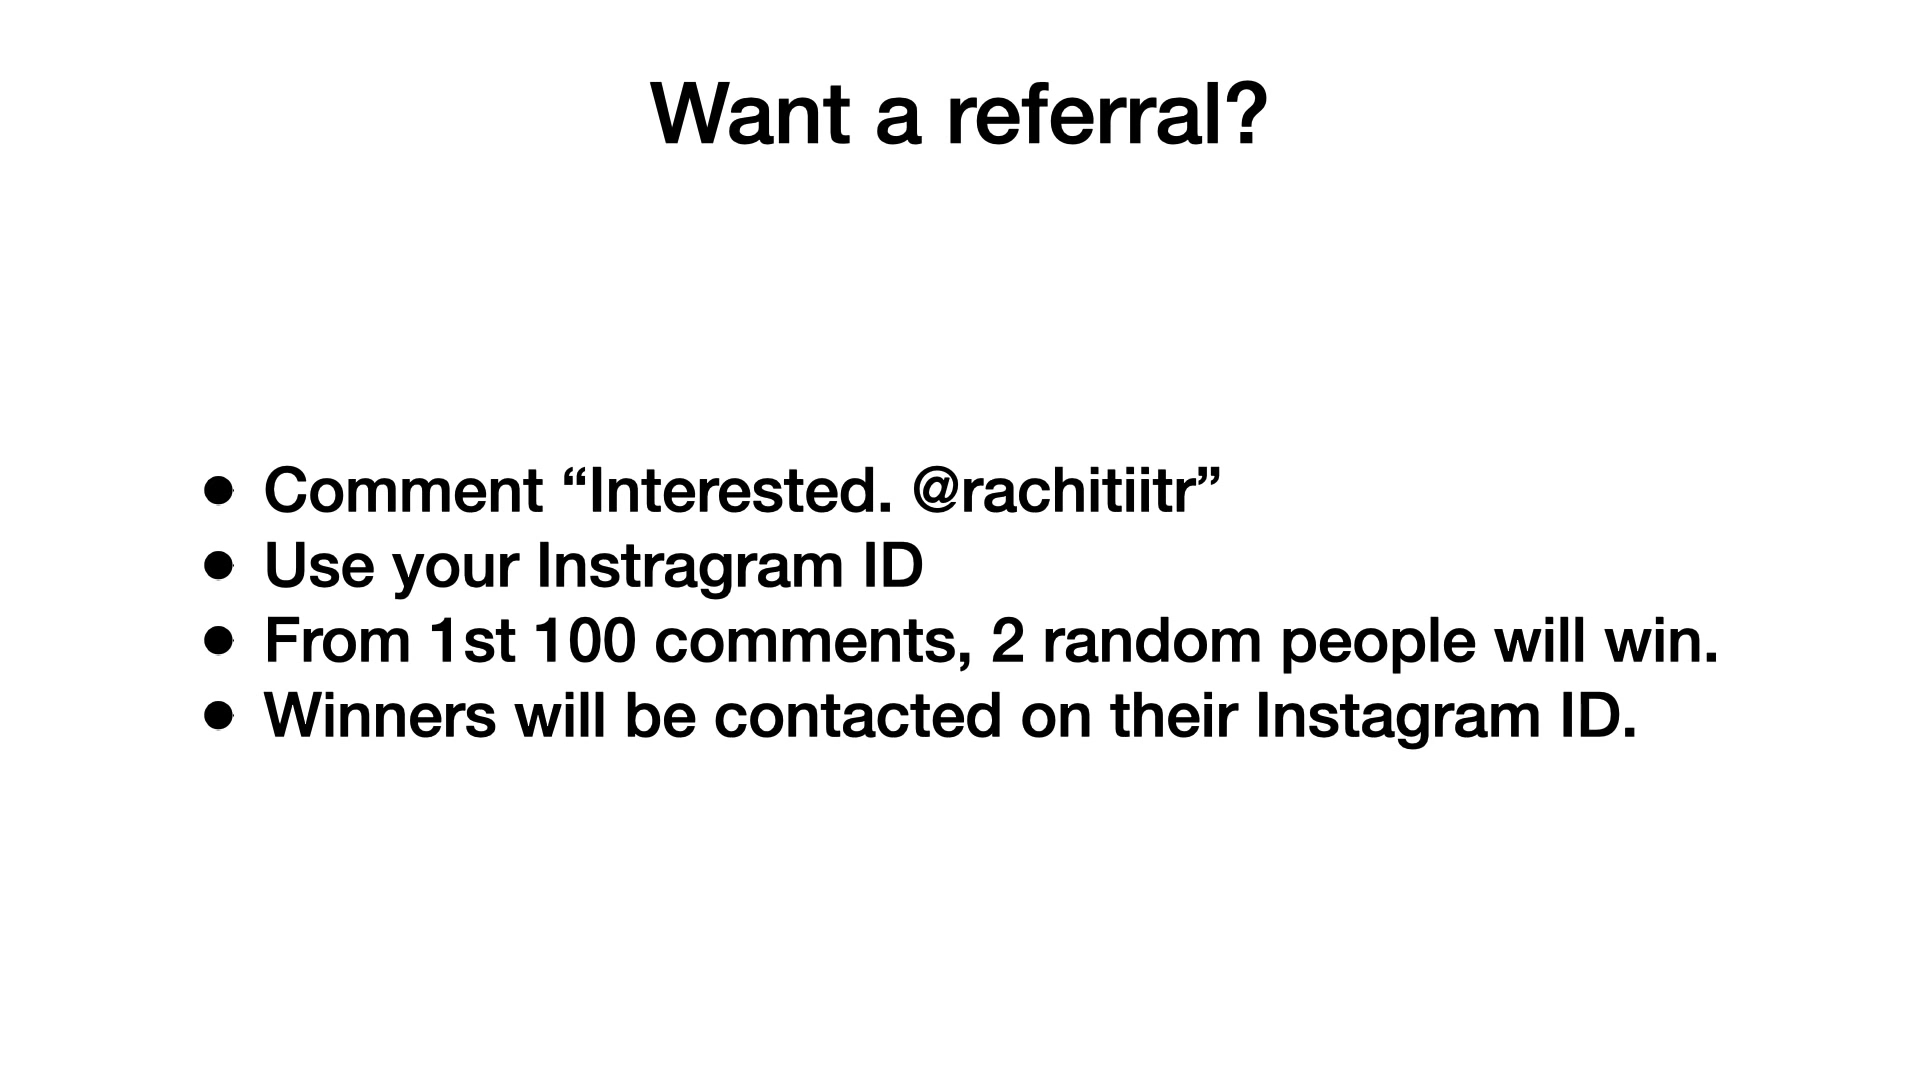 Want a referral?
● Comment “Interested. @rachitiitr”
● Use your Instragram ID
● From 1st 100 comments, 2 random people will win.
● Winners will be contacted on their Instagram ID.